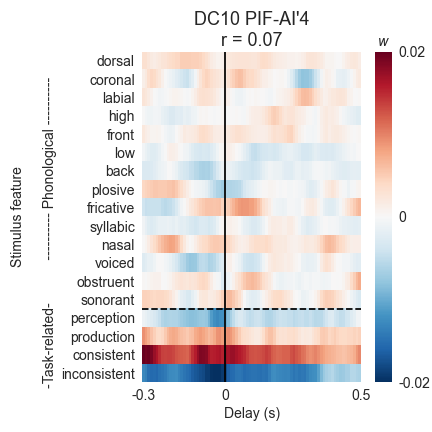 DC10 PIF-AI'4
r = 0.07
w
Stimulus feature
-Task-related- ---------- Phonological ----------
dorsal
coronal
labial
high
front
low
back
plosive
fricative
syllabic
nasal
voiced
obstruent
sonorant
perception
production
consistent
inconsistent
0.02
0
-0.02
-0.3
0
0.5
Delay (s)